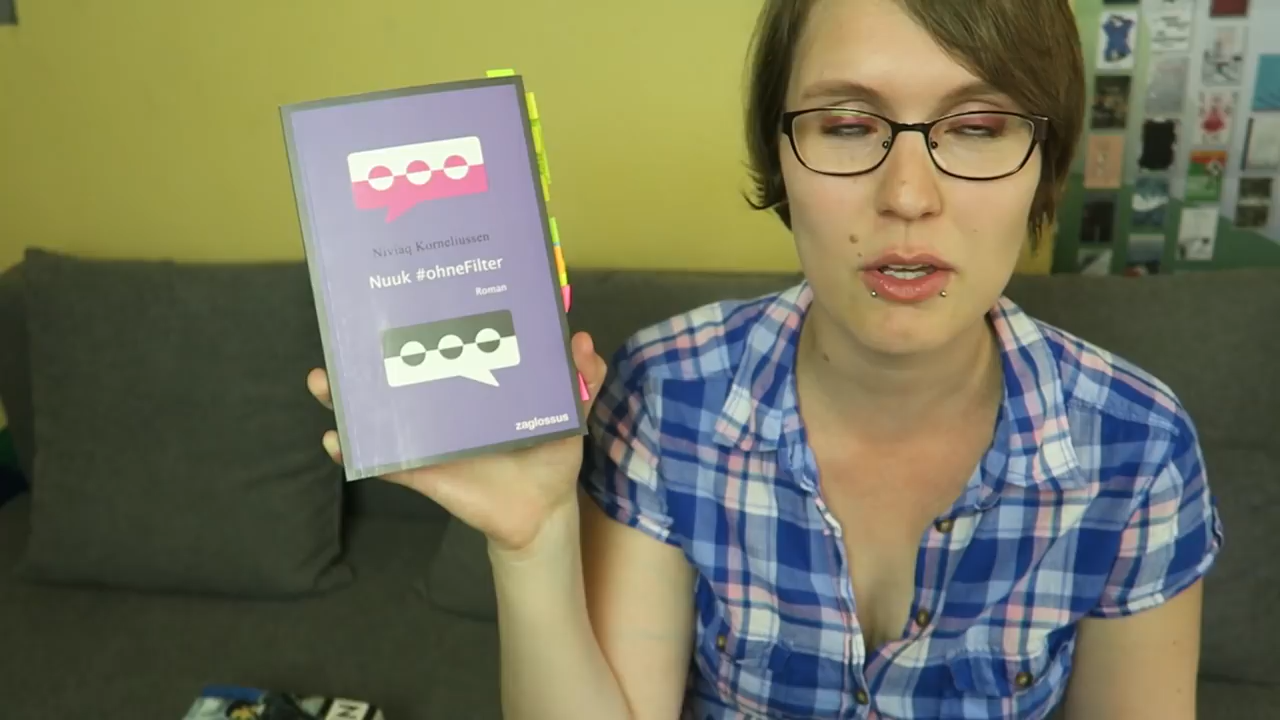 Niviaq Korneliussen
Nuuk #ohneFilter
Roman
zaglossus
N